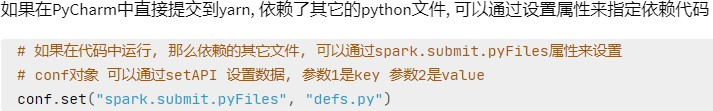 如果在PyCharm中直接提交到yarn, 依赖了其它的python文件, 可以通过设置属性来指定依赖代码
# 如果在代码中运行, 那么依赖的其它文件, 可以通过spark.submit.pyFiles属性来设置
# conf对象 可以通过setAPI 设置数据, 参数1是key 参数2是value
conf.set("spark.submit.pyFiles", "defs.py")